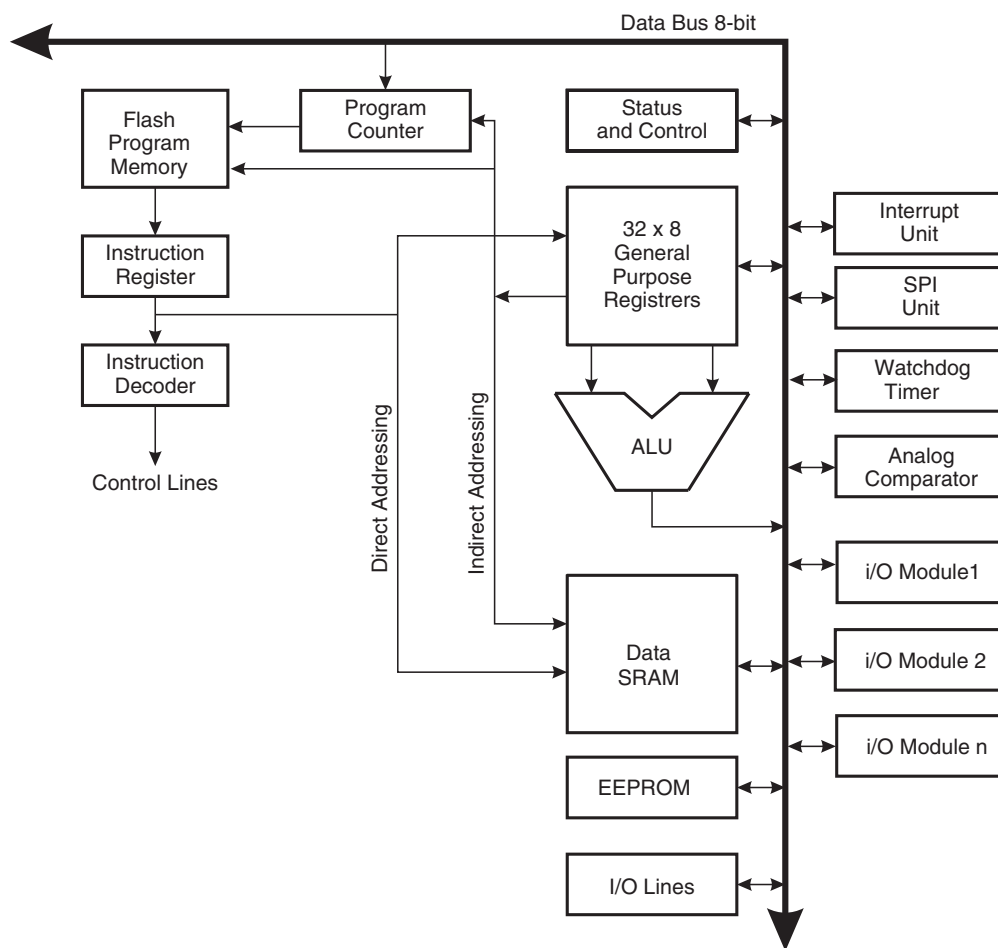 Data Bus 8-bit
Flash
Program
Memory
Program
Counter
Status
and Control
32 x 8
General
Purpose
Registrers
Interrupt
Unit
Instruction
Register
SPI
Unit
Instruction
Decoder
Watchdog
Timer
ALU
Analog
Comparator
Control Lines
Direct Addressing
Indirect Addressing
i/O Module1
Data
SRAM
i/O Module 2
i/O Module n
EEPROM
I/O Lines